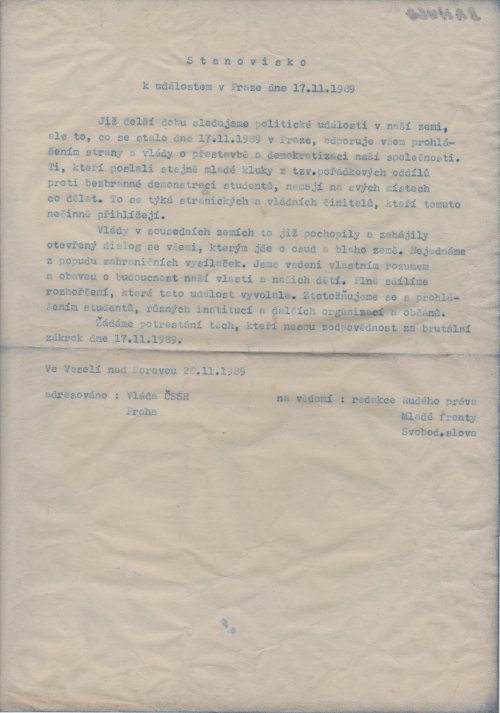 S t a n o v i s k o
k událostem v Praze dne 17.11.1989
Již delší dobu sledujeme politické události v naší zemi,
ale to, co se stalo dne 17.11.1989 v Praze, odporuje všem prohlá-
šením strany a vlády o přestavbě a demokratizaci naší společnosti.
Ti, kteří poslali stejně mladé kluky z tzv.pořádkových oddílů
proti bezbranné demonstraci studentů, nemají na svých místech
co dělat. To se týká stranických a vládních činitelů, kteří tomuto
nečinně přihlížejí.
Vlády v sousedních zemích to již pochopily a zahájily
otevřený dialog se všemi, kterým jde o osud a blaho země. Nejednáme
z popudu zahraničních vysílaček. Jsme vedeni vlastním rozumem
a obavou o budoucnost naší vlasti a našich dětí. Plně sdílíme
rozhořčení, které tato událost vyvolala. Ztotožňujeme se s prohlá-
šením studentů, různých institucí a dalších organizací a občanů.
Žádáme potrestání těch, kteří nesou zodpovědnost za brutální
zákrok dne 17.11.1989.
Ve Veselí nad Moravou 20.11.1989
adresováno : Vláda ČSSR na vědomí : redakce Rudého práva
Praha Mladé fronty
Svobod.slova